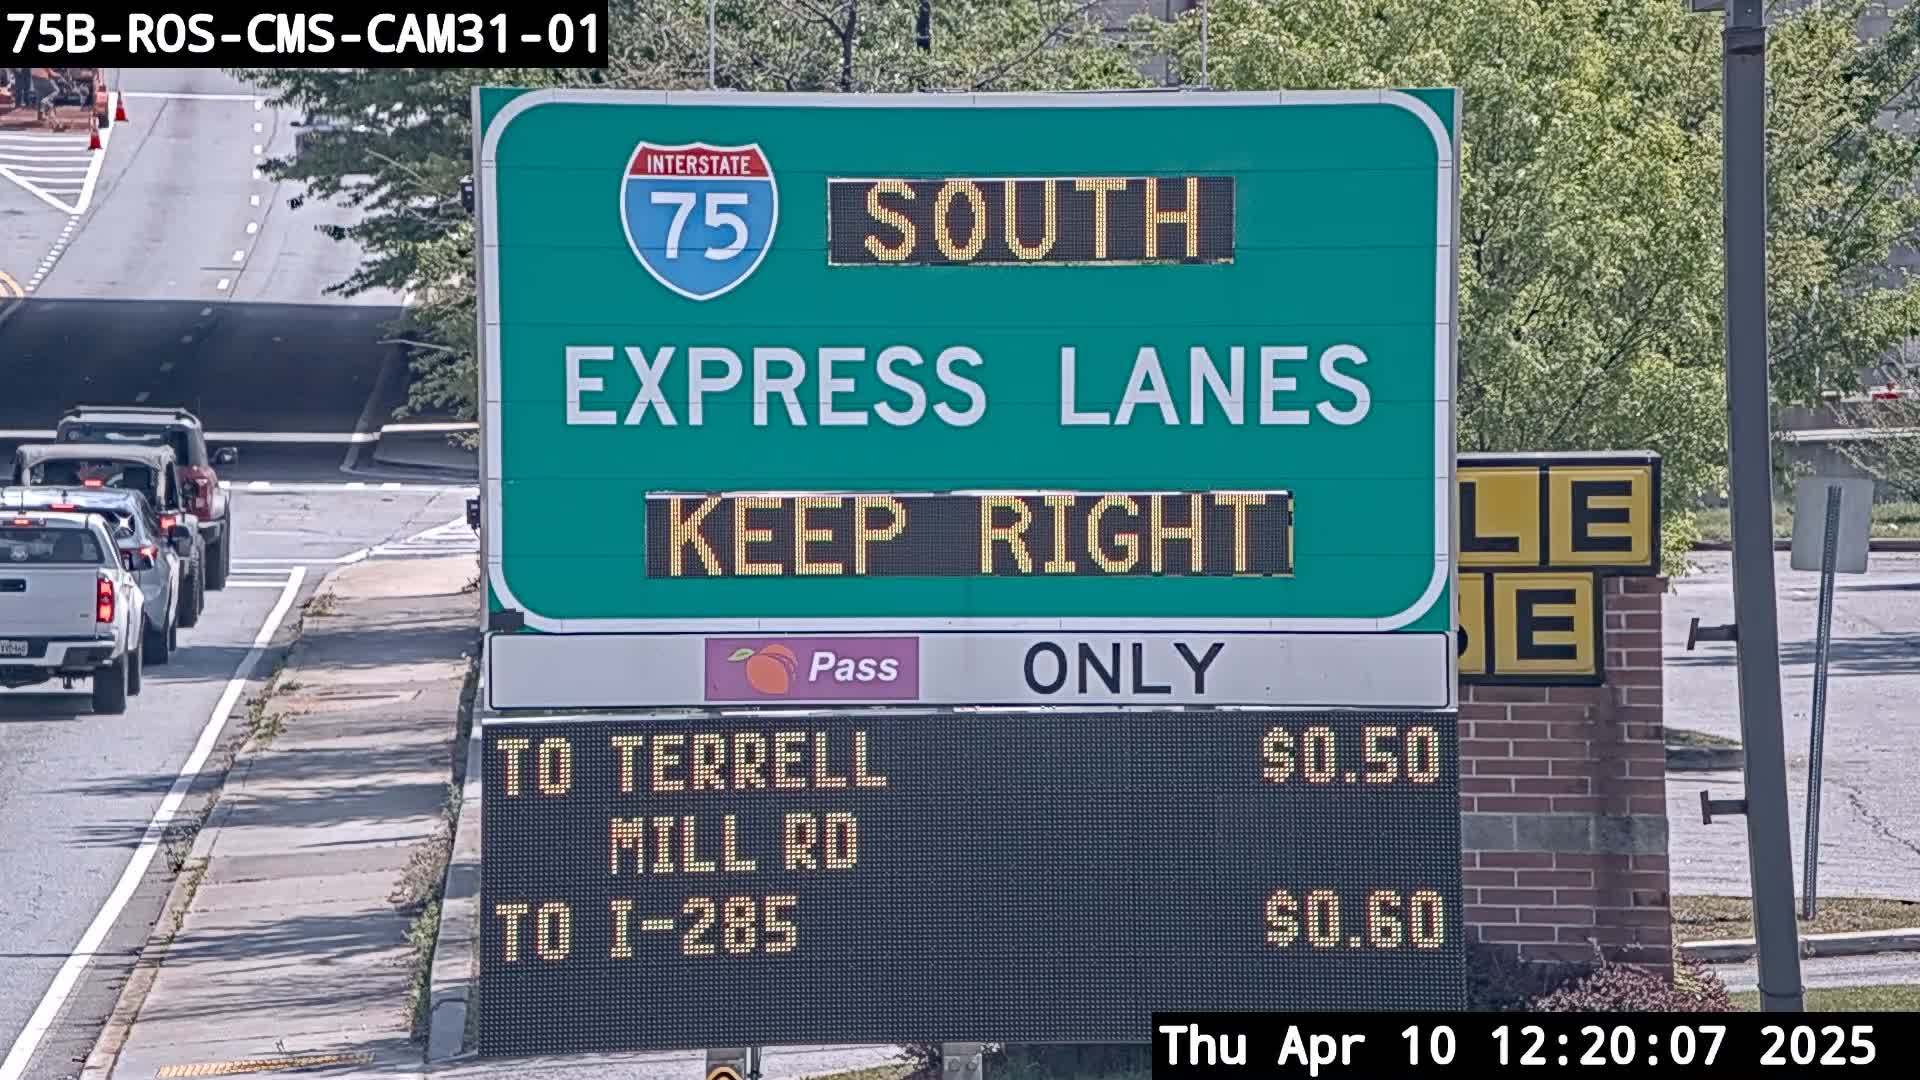 75B-ROS-CMS-CAM31-01
INTERSTATE
75
SOUTH
EXPRESS LANES
KEEP RIGHT
LE
E
Pass ONLY
TO TERRELL $0.50
MILL RD
TO I-285 $0.60
Thu Apr 10 12:20:07 2025